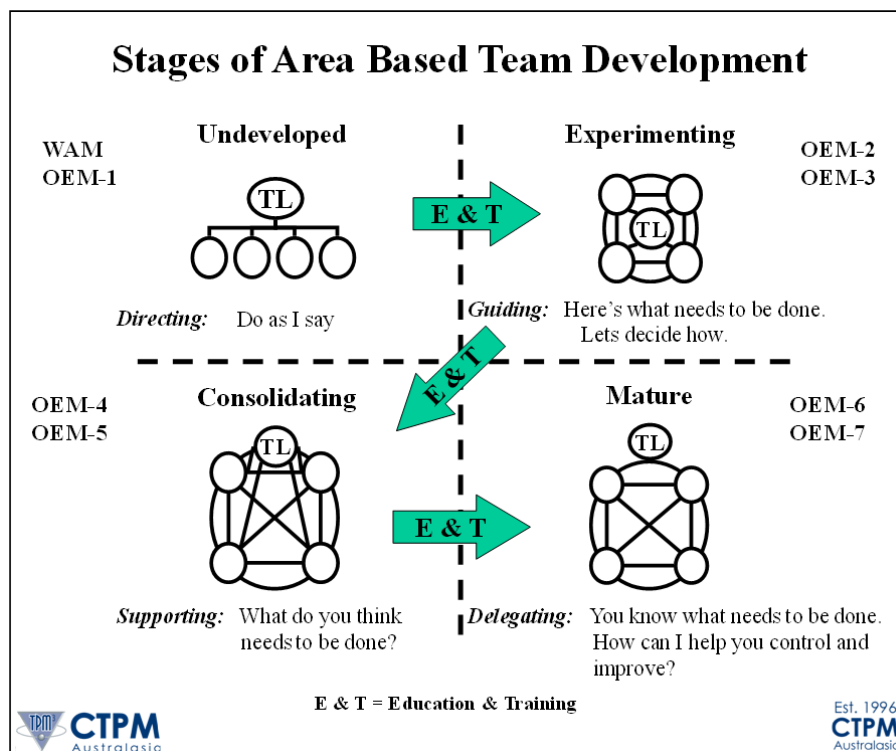 Stages of Area Based Team Development
Undeveloped
WAM
OEM-1
TL
Directing: Do as I say
E & T
Experimenting
OEM-2
OEM-3
TL
Guiding: Here's what needs to be done.
Lets decide how.
E & T
Consolidating
OEM-4
OEM-5
TL
Supporting: What do you think
needs to be done?
E & T
Mature
OEM-6
OEM-7
TL
Delegating: You know what needs to be done.
How can I help you control and
improve?
E & T = Education & Training
TPM3 CTPM
Australasia
Est. 1996
CTPM
Australasia